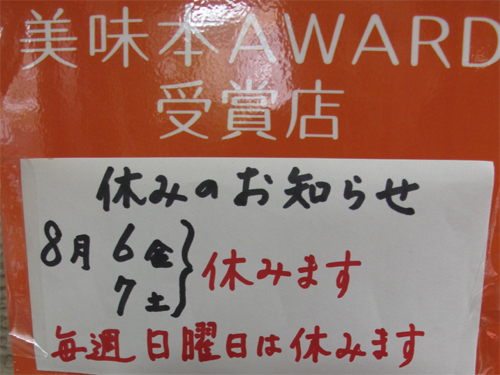 美味本AWARD
受賞店
休みのお知らせ
8月 6金
7土 } 休みます
毎週日曜日は休みます